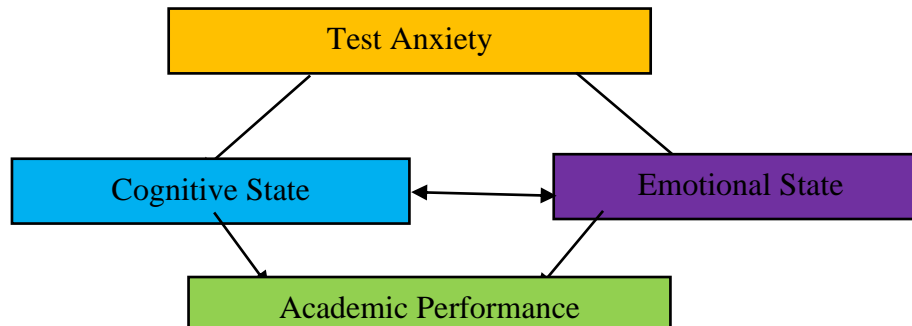 Test Anxiety
Cognitive State
Emotional State
Academic Performance